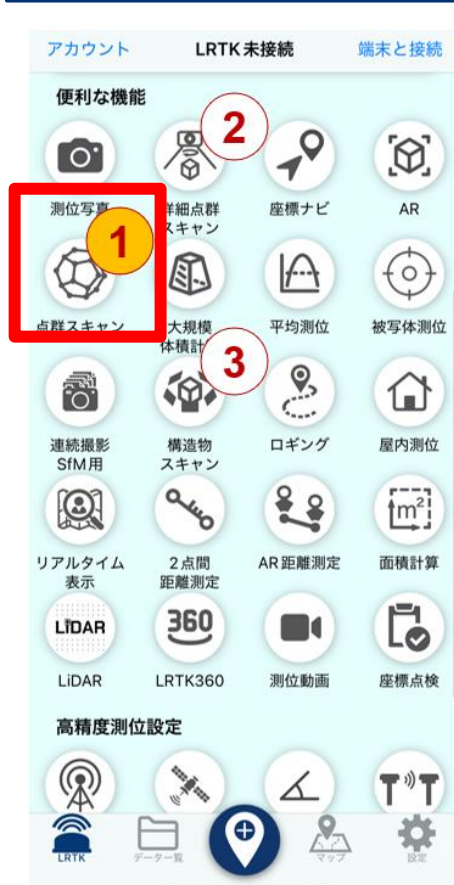 アカウント LRTK未接続 端末と接続
便利な機能
2
測位写真 詳細点群 座標ナビ AR
スキャン
1
点群スキャン 大規模 平均測位 被写体測位
体積計
3
連続撮影 構造物 ロギング 屋内測位
SfM用 スキャン
m²
リアルタイム 2点間 AR距離測定 面積計算
表示 距離測定
LiDAR 360
LiDAR LRTK360 測位動画 座標点検
高精度測位設定
LRTK データ一覧 マップ 設定